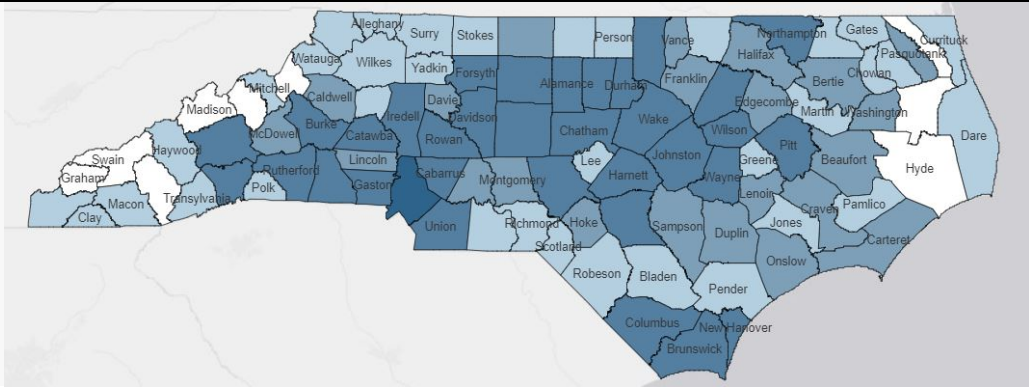 Alleghany
Surry
Stokes
Person
Vance
Northampton
Gates
Currituck
Pasquotank
Watauga
Wilkes
Yadkin
Forsyth
Alamance
Durham
Franklin
Halifax
Bertie
Chowan
Mitchell
Madison
Caldwell
Davie
Iredell
Davidson
Edgecombe
Martin
Washington
Dare
McDowell
Burke
Catawba
Rowan
Chatham
Wake
Wilson
Swain
Haywood
Graham
Rutherford
Lincoln
Lee
Johnston
Greene
Pitt
Beaufort
Hyde
Macon
Transylvania
Polk
Gaston
Cabarrus
Montgomery
Harnett
Wayne
Lenoir
Craven
Pamlico
Clay
Union
Richmond
Hoke
Sampson
Duplin
Jones
Carteret
Scotland
Onslow
Robeson
Bladen
Pender
Columbus
New Hanover
Brunswick